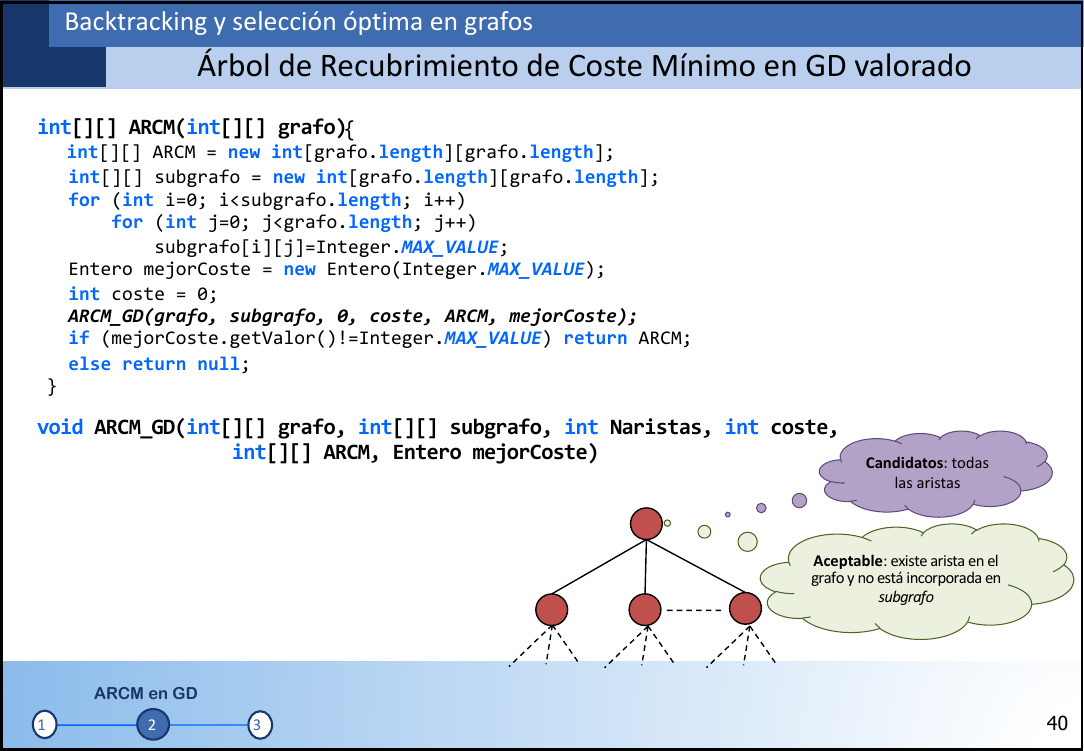 Backtracking y selección óptima en grafos
Árbol de Recubrimiento de Coste Mínimo en GD valorado
int[][] ARCM(int[][] grafo){
int[][] ARCM = new int[grafo.length][grafo.length];
int[][] subgrafo = new int[grafo.length][grafo.length];
for (int i=0; i<subgrafo.length; i++)
for (int j=0; j<grafo.length; j++)
subgrafo[i][j]=Integer.MAX_VALUE;
Entero mejorCoste = new Entero(Integer.MAX_VALUE);
int coste = 0;
ARCM_GD(grafo, subgrafo, 0, coste, ARCM, mejorCoste);
if (mejorCoste.getValor()!=Integer.MAX_VALUE) return ARCM;
else return null;
}
void ARCM_GD(int[][] grafo, int[][] subgrafo, int Naristas, int coste,
int[][] ARCM, Entero mejorCoste)
Candidatos: todas
las aristas
Aceptable: existe arista en el
grafo y no está incorporada en
subgrafo
ARCM en GD
1 2 3
40